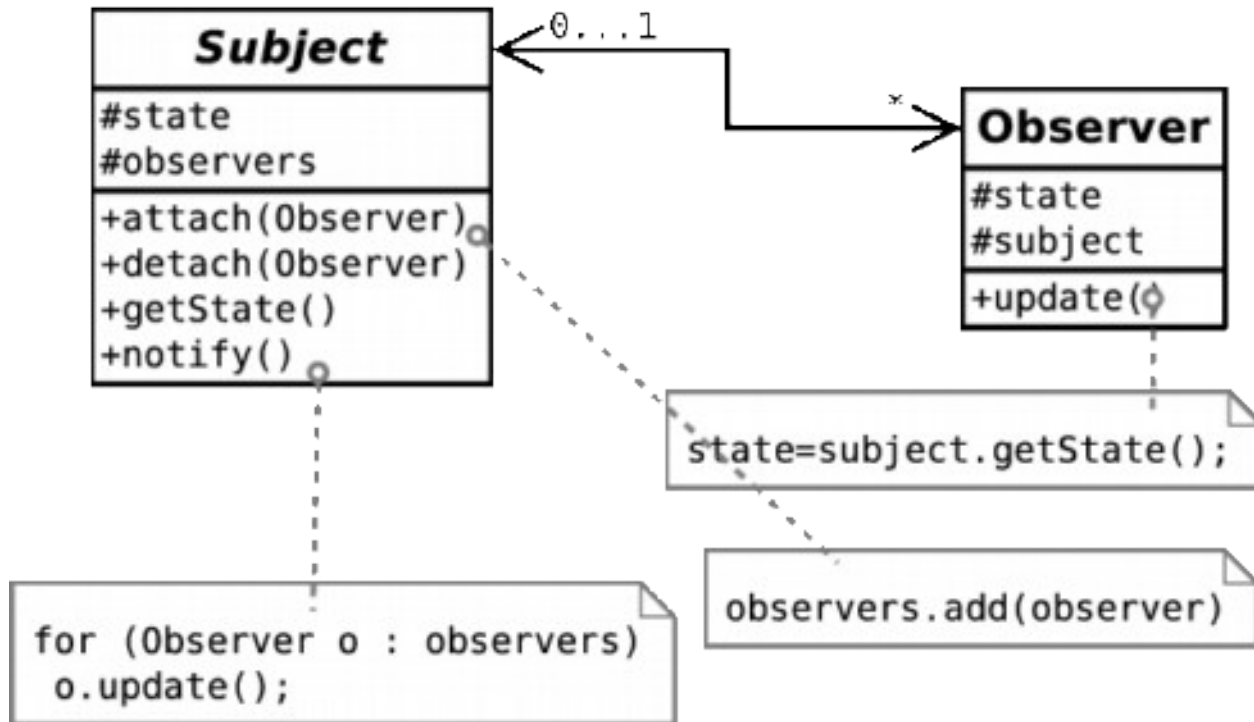 Subject
#state
#observers
+attach(Observer)
+detach(Observer)
+getState()
+notify()
0...1
*
Observer
#state
#subject
+update()
state=subject.getState();
observers.add(observer)
for (Observer o : observers)
o.update();